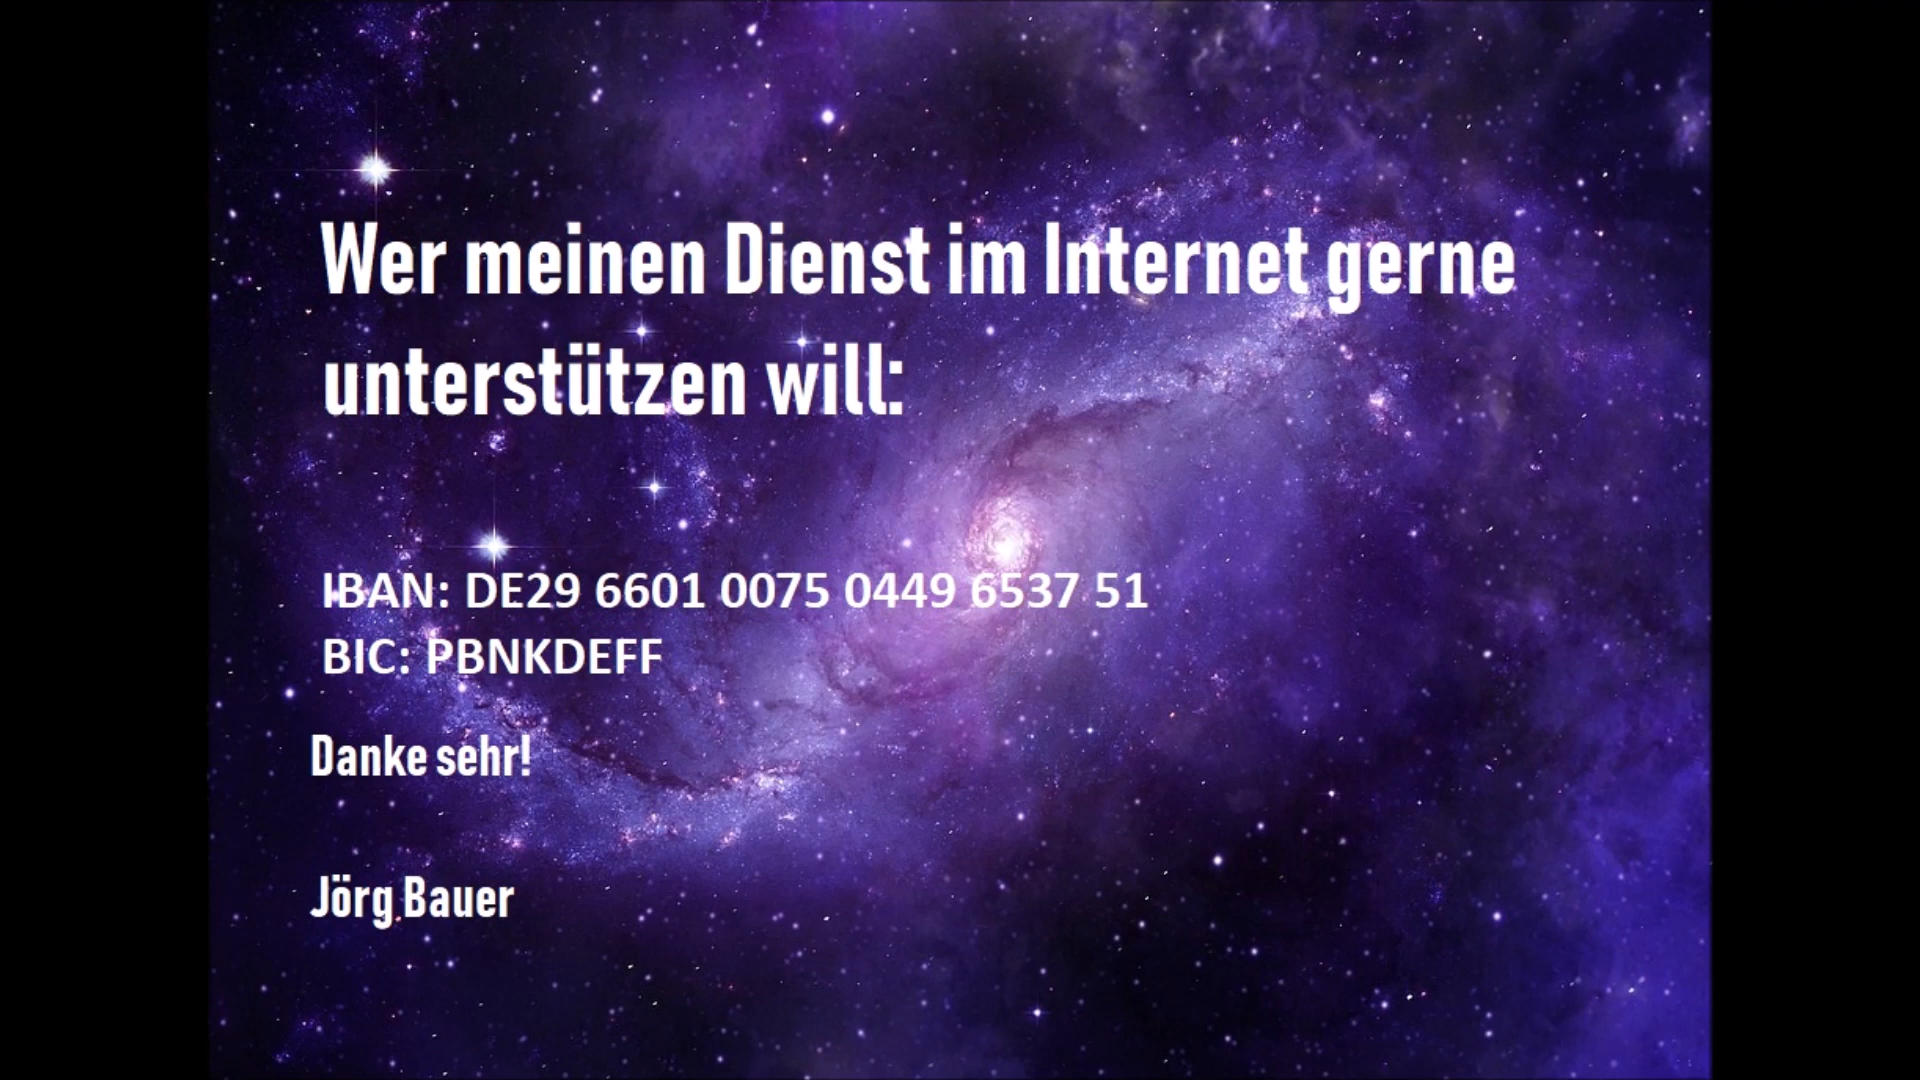 Wer meinen Dienst im Internet gerne
unterstützen will:
IBAN: DE29 6601 0075 0449 6537 51
BIC: PBNKDEFF
Danke sehr!
Jörg Bauer